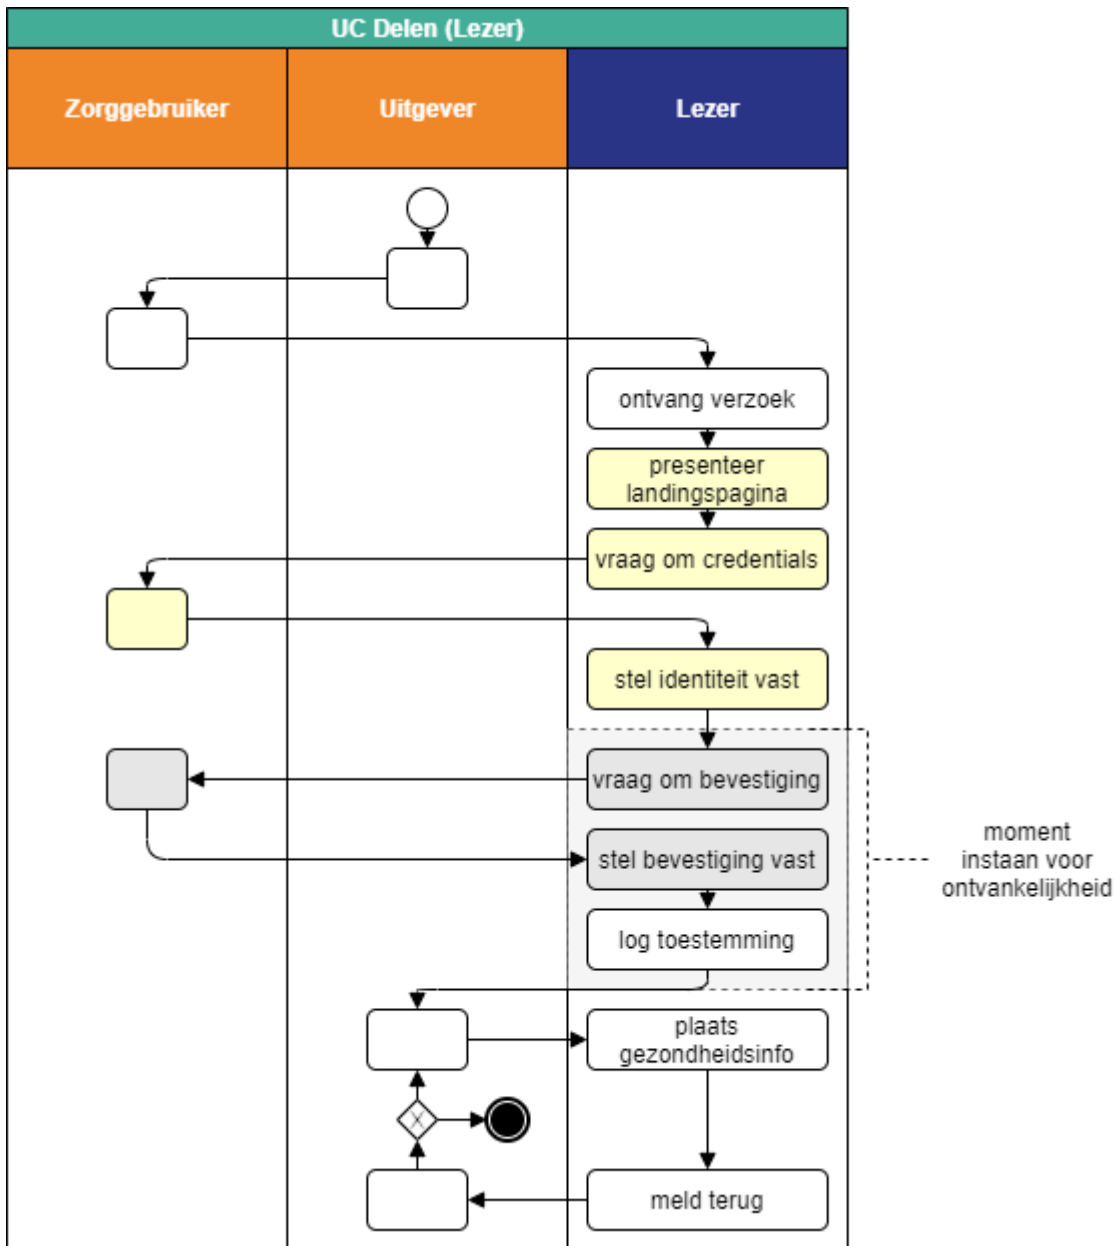 UC Delen (Lezer)
Zorggebruiker
Uitgever
Lezer
ontvang verzoek
presenteer
landingspagina
vraag om credentials
stel identiteit vast
vraag om bevestiging
stel bevestiging vast
log toestemming
moment
instaan voor
ontvankelijkheid
plaats
gezondheidsinfo
meld terug